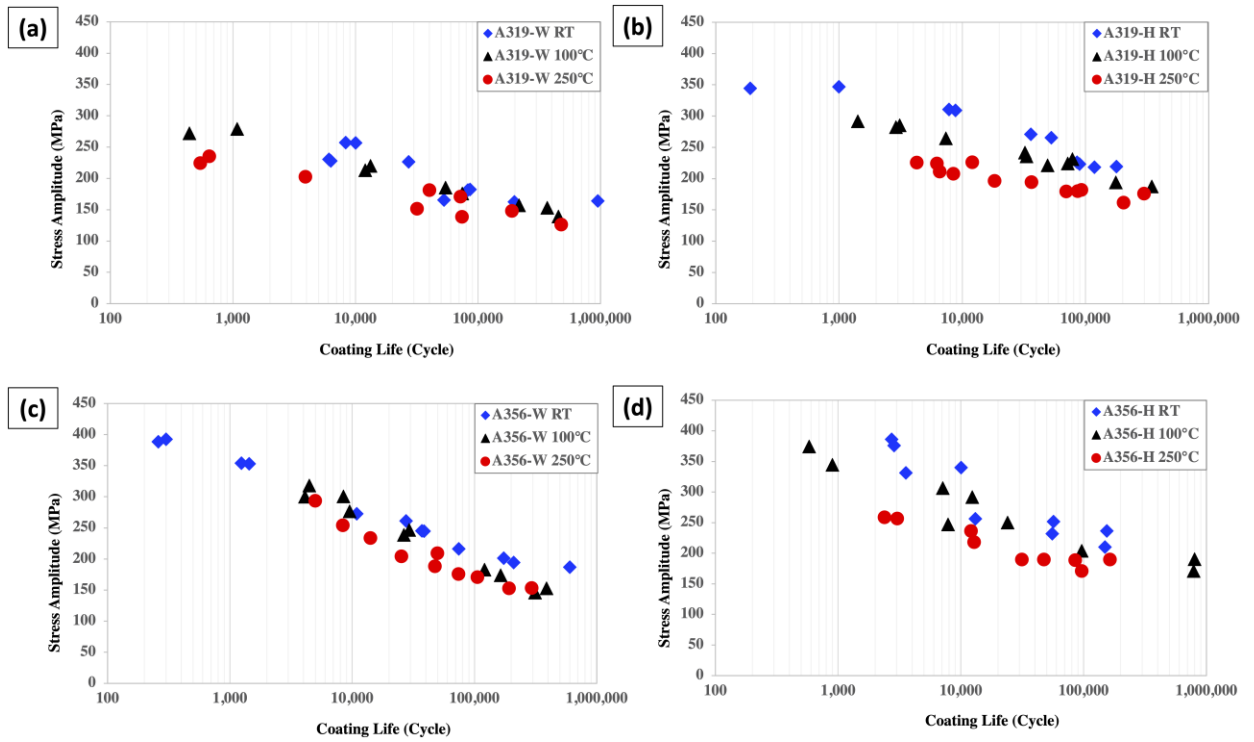 (a)
450
400
350
300
250
200
150
100
50
0
Stress Amplitude (MPa)
A319-W RT
A319-W 100°C
A319-W 250°C
100 1,000 10,000 100,000 1,000,000
Coating Life (Cycle)
(b)
450
400
350
300
250
200
150
100
50
0
Stress Amplitude (MPa)
A319-H RT
A319-H 100°C
A319-H 250°C
100 1,000 10,000 100,000 1,000,000
Coating Life (Cycle)
(c)
450
400
350
300
250
200
150
100
50
0
Stress Amplitude (MPa)
A356-W RT
A356-W 100°C
A356-W 250°C
100 1,000 10,000 100,000 1,000,000
Coating Life (Cycle)
(d)
450
400
350
300
250
200
150
100
50
0
Stress Amplitude (MPa)
A356-H RT
A356-H 100°C
A356-H 250°C
100 1,000 10,000 100,000 1,000,000
Coating Life (Cycle)